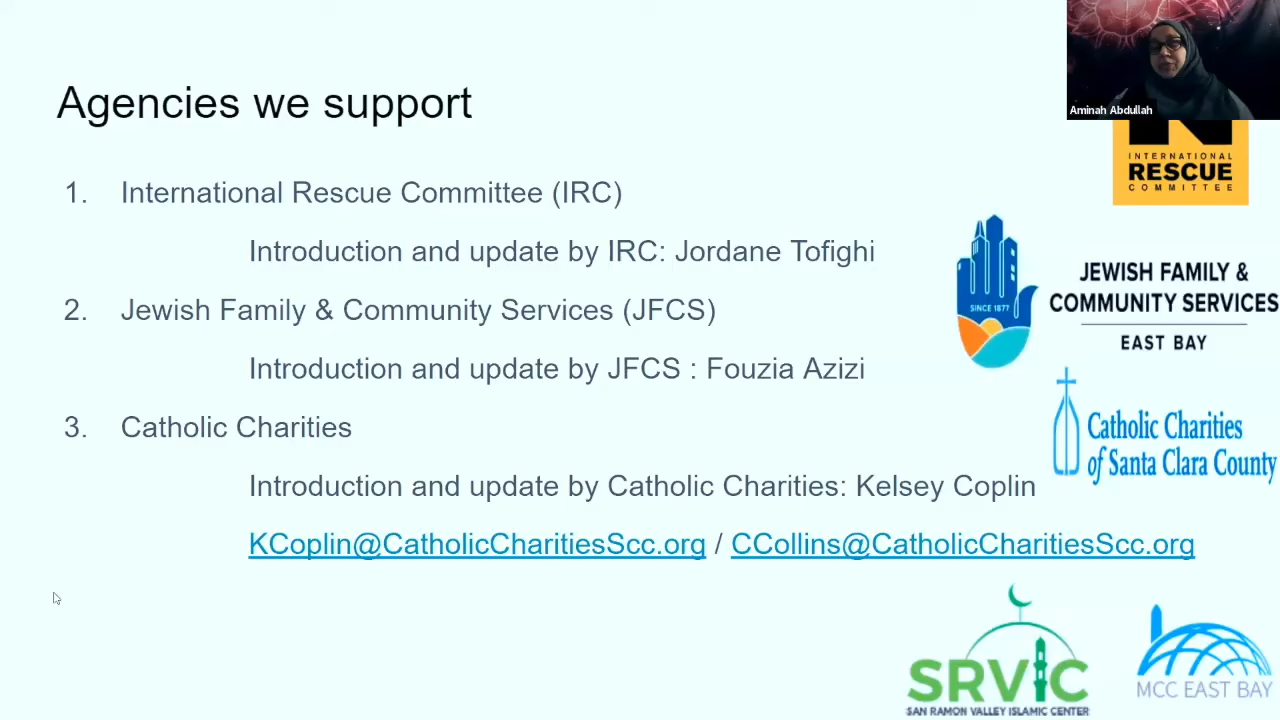 Agencies we support
Aminah Abdullah
INTERNATIONAL
RESCUE
COMMITTEE
1. International Rescue Committee (IRC)
Introduction and update by IRC: Jordane Tofighi
2. Jewish Family & Community Services (JFCS)
Introduction and update by JFCS : Fouzia Azizi
SINCE 1877
JEWISH FAMILY &
COMMUNITY SERVICES
EAST BAY
3. Catholic Charities
Introduction and update by Catholic Charities: Kelsey Coplin
KCoplin@CatholicCharitiesScc.org / CCollins@CatholicCharitiesScc.org
Catholic Charities
of Santa Clara County
SRVIC
SAN RAMON VALLEY ISLAMIC CENTER
MCC EAST BAY